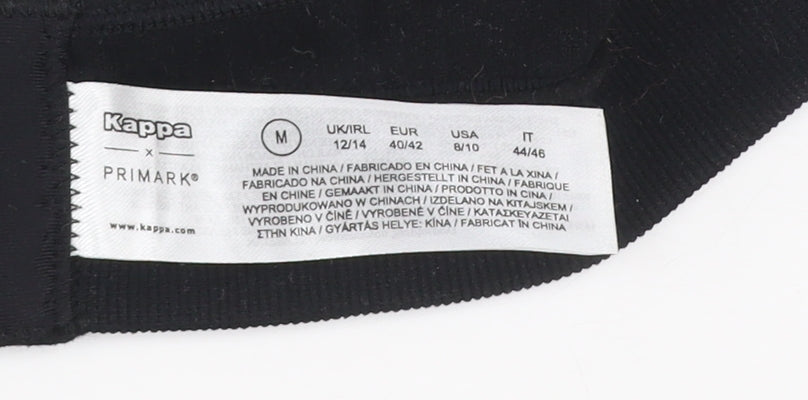 Kappa
x
PRIMARK®
www.kappa.com
M
UK/IRL EUR USA IT
12/14 40/42 8/10 44/46
MADE IN CHINA / FABRICADO EN CHINA / FET A LA XINA /
FABRICADO NA CHINA / HERGESTELLT IN CHINA / FABRIQUE
EN CHINE / GEMAAKT IN CHINA / PRODOTTO IN CINA /
WYPRODUKOWANO W CHINACH / IZDELANO NA KITAJSKEM /
VYROBENO V ČÍNĚ / VYROBENÉ V ČÍNE / ΚΑΤΑΣΚΕΥΑΖΕΤΑΙ
ΣΤΗΝ ΚΙΝΑ / GYÁRTÁS HELYE: KÍNA / FABRICAT ÎN CHINA